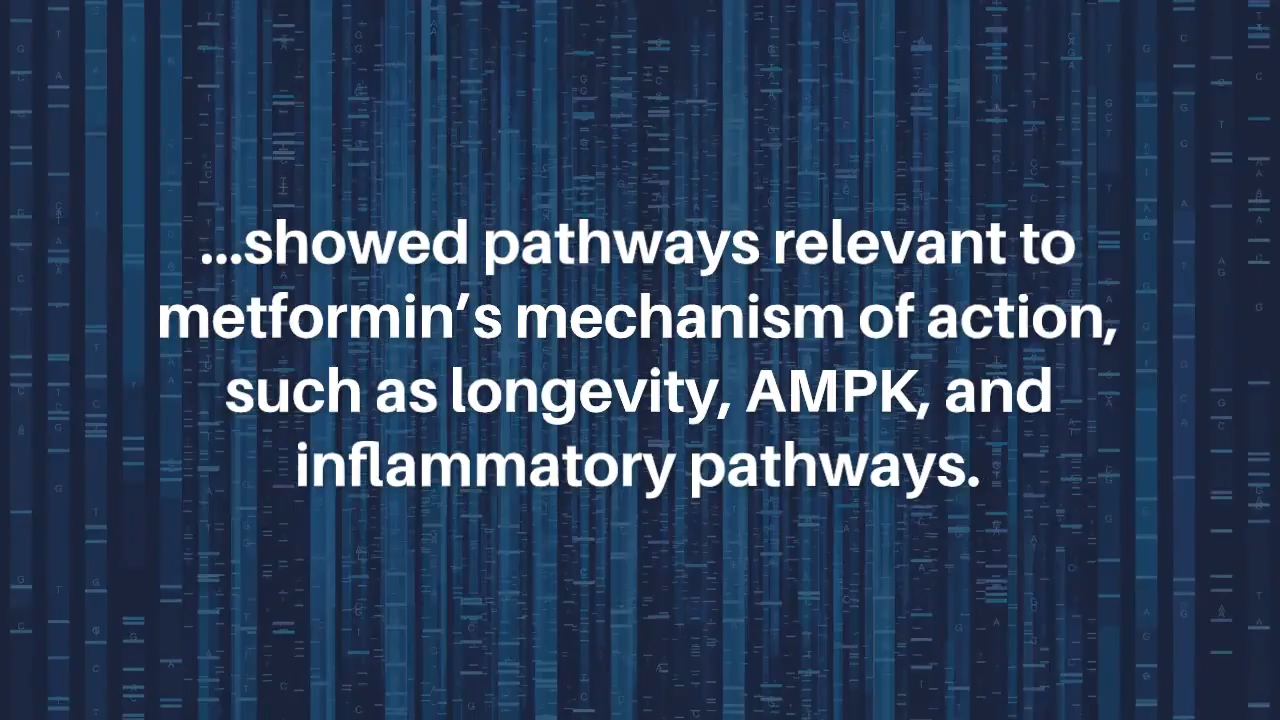 ...showed pathways relevant to
metformin’s mechanism of action,
such as longevity, AMPK, and
inflammatory pathways.